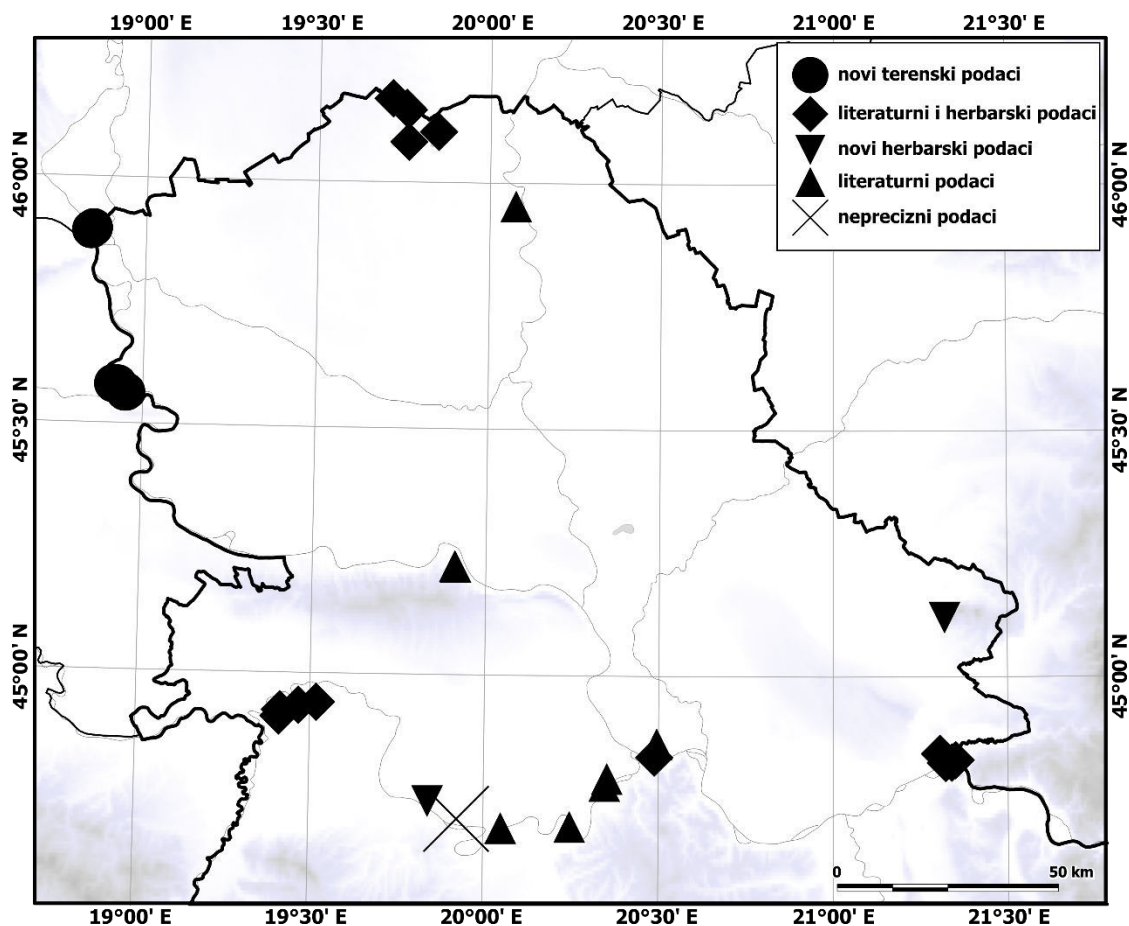 19°00' E 19°30' E 20°00' E 20°30' E 21°00' E 21°30' E
novi terenski podaci
literaturni i herbarski podaci
novi herbarski podaci
literaturni podaci
neprecizni podaci
46°00' N 46°00' N
45°30' N 45°30' N
45°00' N 45°00' N
0 50 km
19°00' E 19°30' E 20°00' E 20°30' E 21°00' E 21°30' E